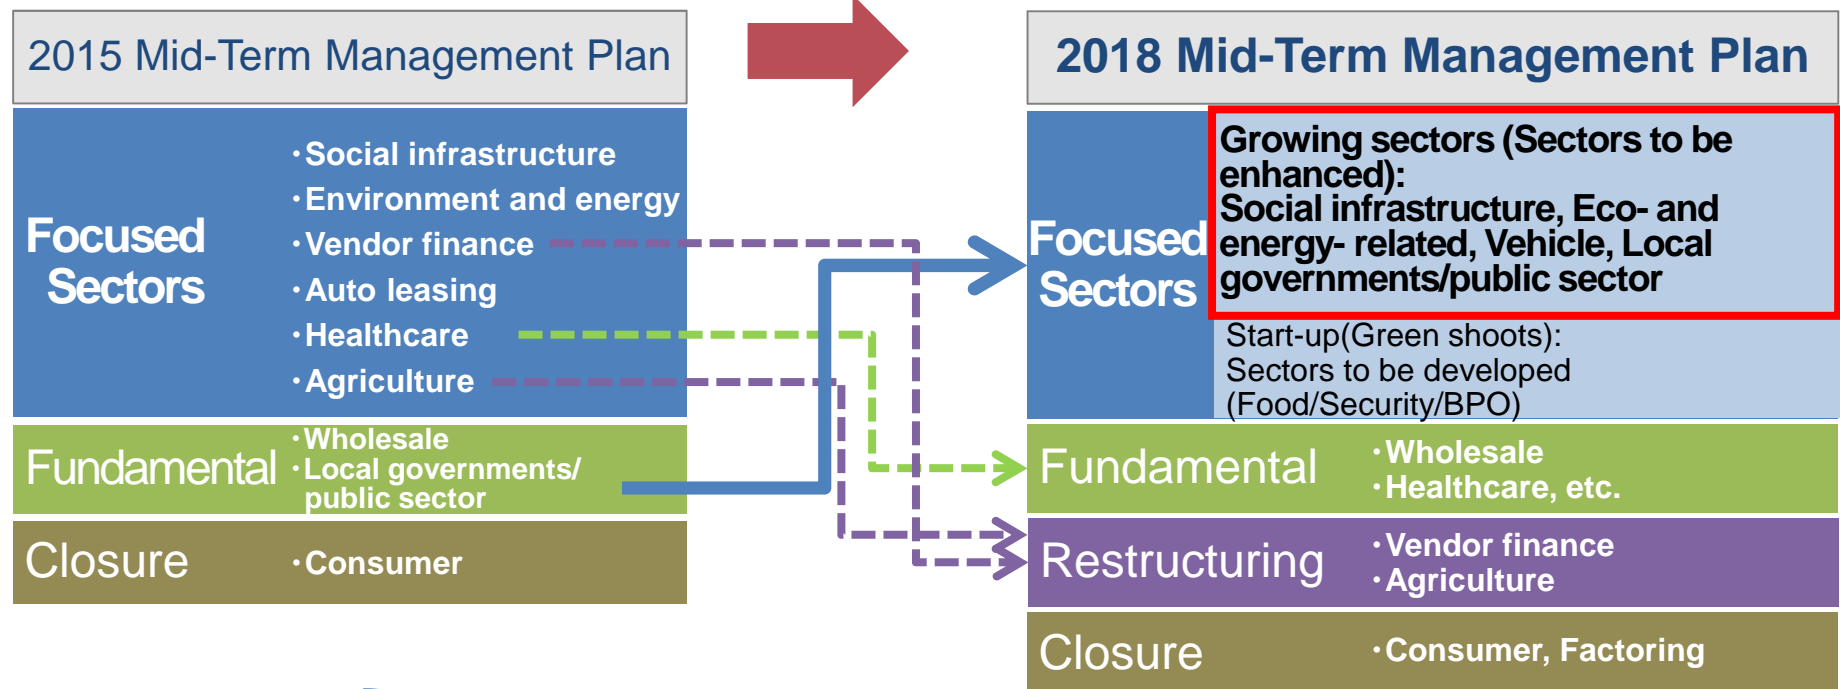 2015 Mid-Term Management Plan
Focused
Sectors
・Social infrastructure
・Environment and energy
・Vendor finance
・Auto leasing
・Healthcare
・Agriculture
Fundamental
・Wholesale
・Local governments/
public sector
Closure
・Consumer
2018 Mid-Term Management Plan
Focused
Sectors
Growing sectors (Sectors to be
enhanced):
Social infrastructure, Eco- and
energy- related, Vehicle, Local
governments/public sector
Start-up(Green shoots):
Sectors to be developed
(Food/Security/BPO)
Fundamental
・Wholesale
・Healthcare, etc.
Restructuring
・Vendor finance
・Agriculture
Closure
・Consumer, Factoring